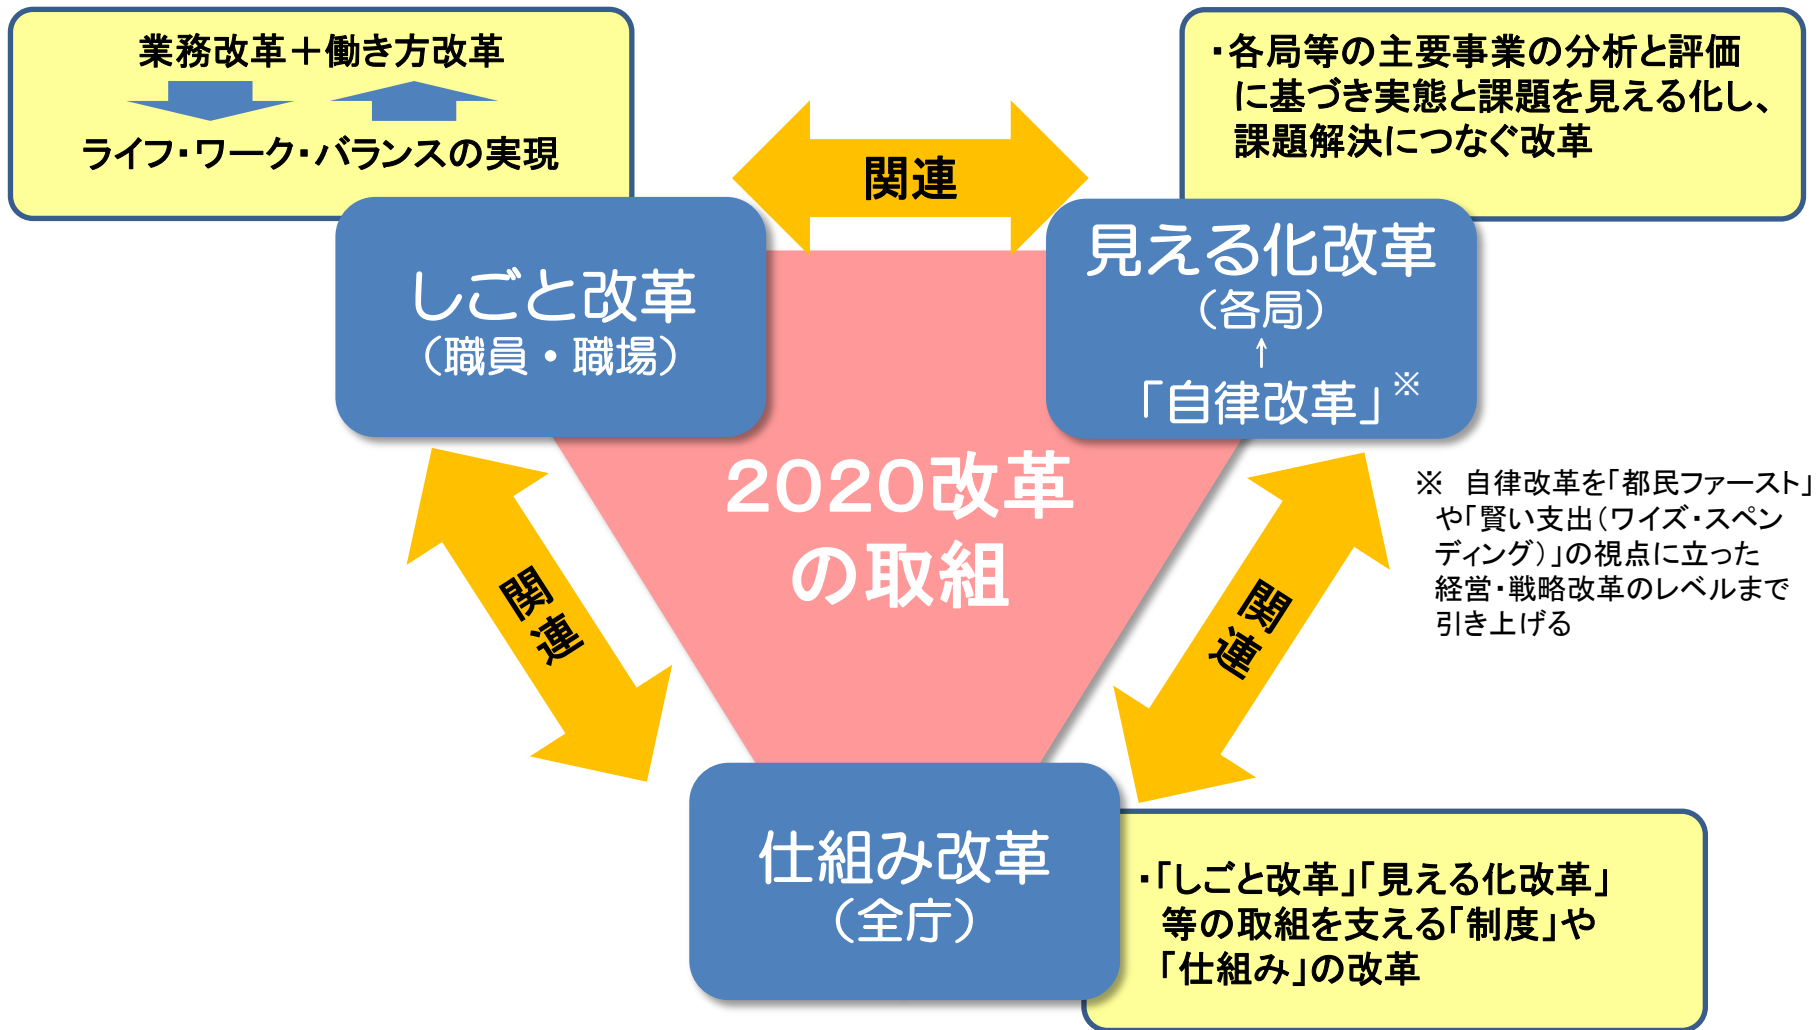 業務改革＋働き方改革
ライフ・ワーク・バランスの実現
・各局等の主要事業の分析と評価
に基づき実態と課題を見える化し、
課題解決につなぐ改革
関連
しごと改革
（職員・職場）
見える化改革
（各局）
↑
「自律改革」※
2020改革
の取組
※　自律改革を「都民ファースト」
や「賢い支出（ワイズ・スペン
ディング）」の視点に立った
経営・戦略改革のレベルまで
引き上げる
関連
関連
仕組み改革
（全庁）
・「しごと改革」「見える化改革」
等の取組を支える「制度」や
「仕組み」の改革